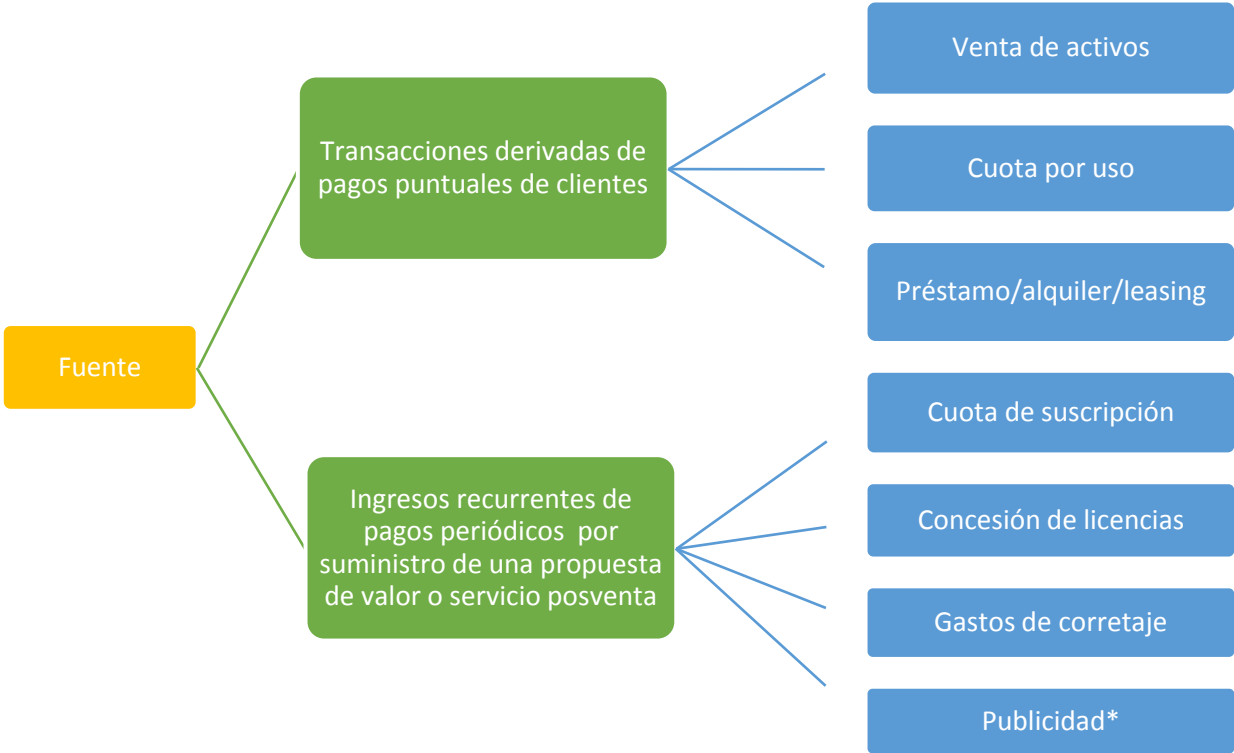 Fuente
Transacciones derivadas de
pagos puntuales de clientes
Venta de activos
Cuota por uso
Préstamo/alquiler/leasing
Ingresos recurrentes de
pagos periódicos  por
suministro de una propuesta
de valor o servicio posventa
Cuota de suscripción
Concesión de licencias
Gastos de corretaje
Publicidad*